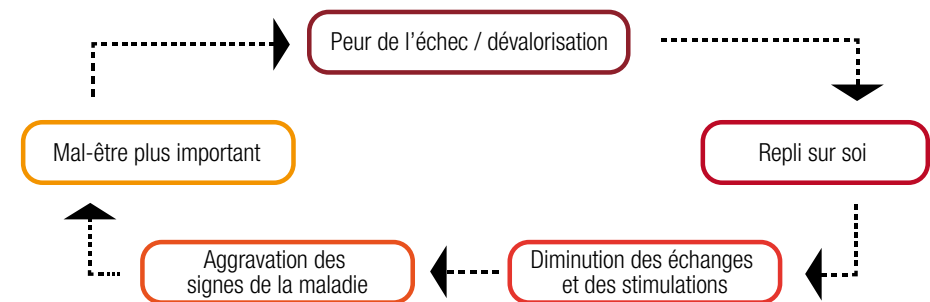 Peur de l’échec / dévalorisation
Mal-être plus important
Repli sur soi
Aggravation des
signes de la maladie
Diminution des échanges
et des stimulations